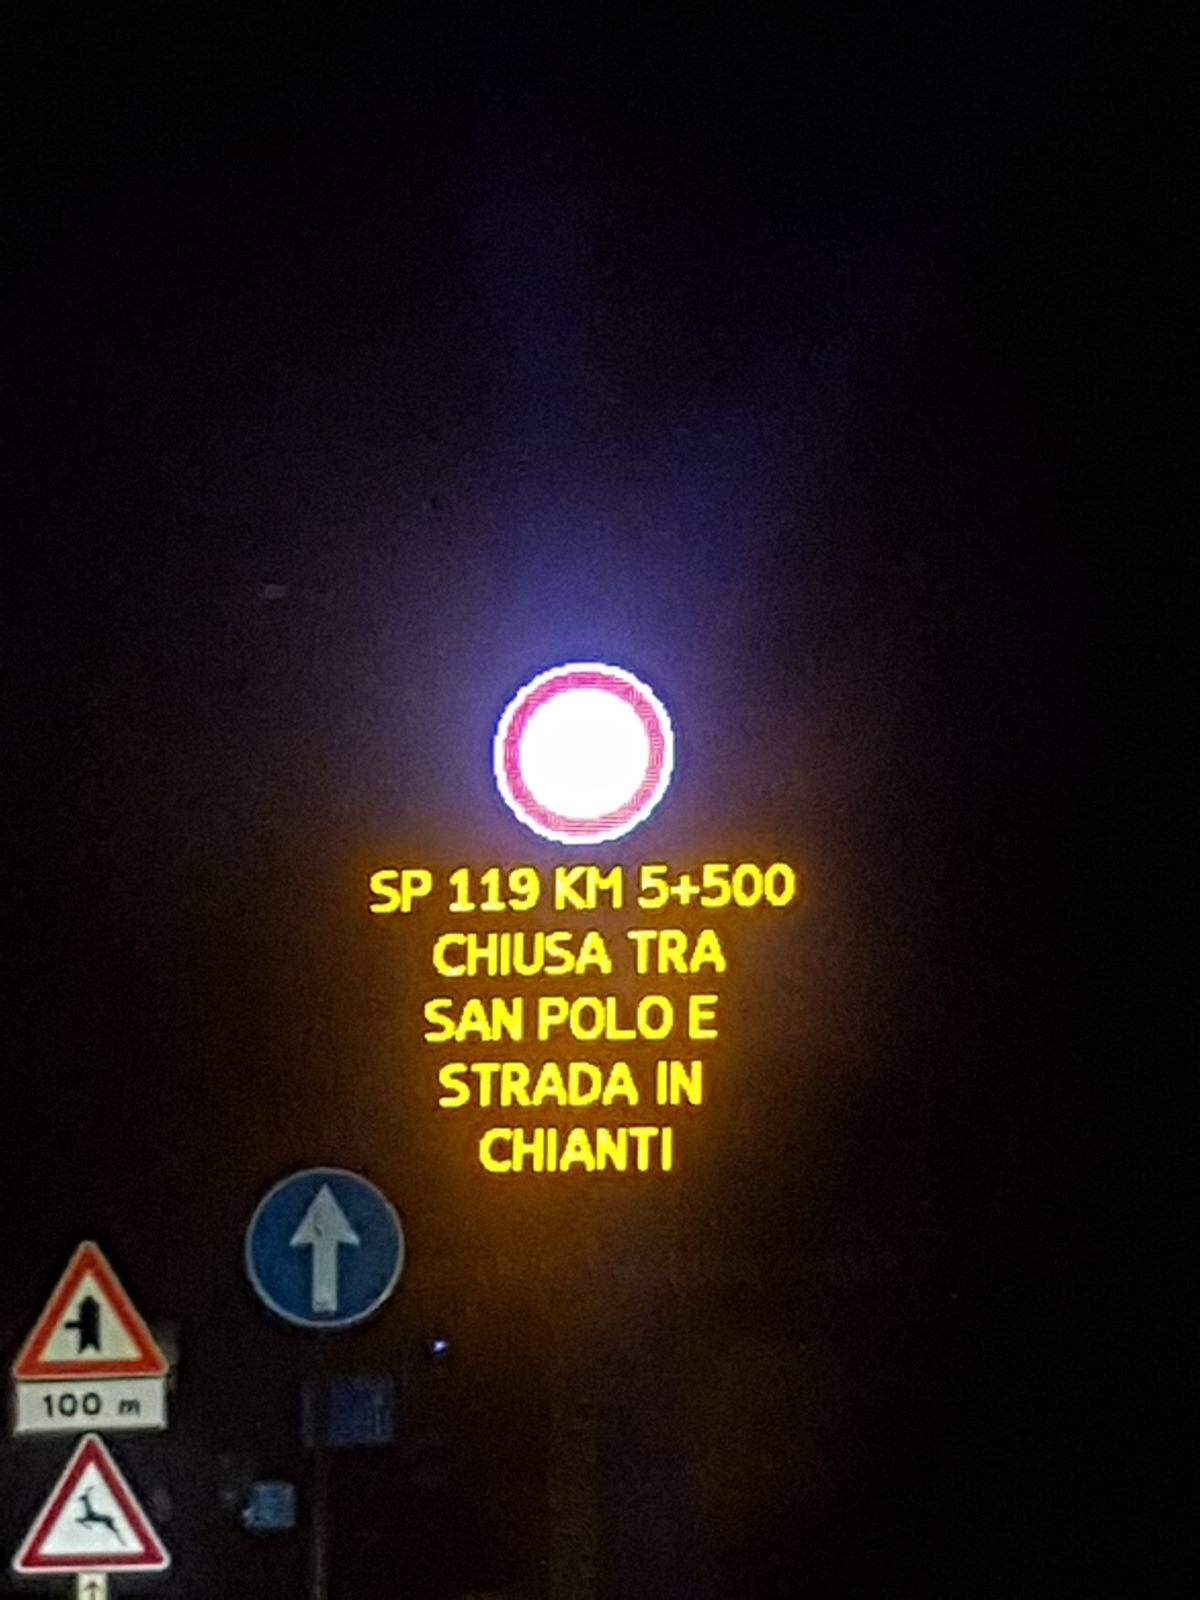 SP 119 KM 5+500
CHIUSA TRA
SAN POLO E
STRADA IN
CHIANTI
100 m